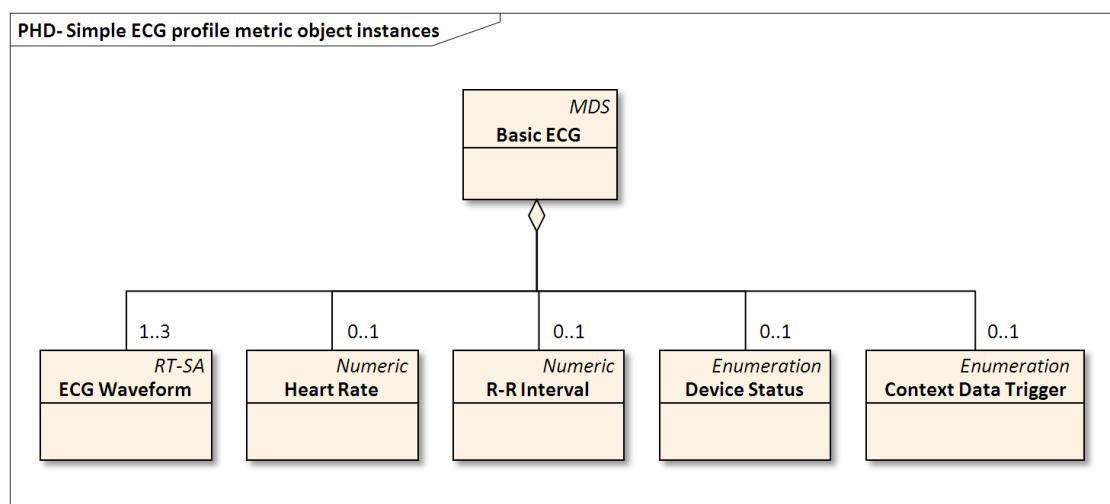 PHD- Simple ECG profile metric object instances
MDS
Basic ECG
1..3
0..1
0..1
0..1
0..1
RT-SA
ECG Waveform
Numeric
Heart Rate
Numeric
R-R Interval
Enumeration
Device Status
Enumeration
Context Data Trigger